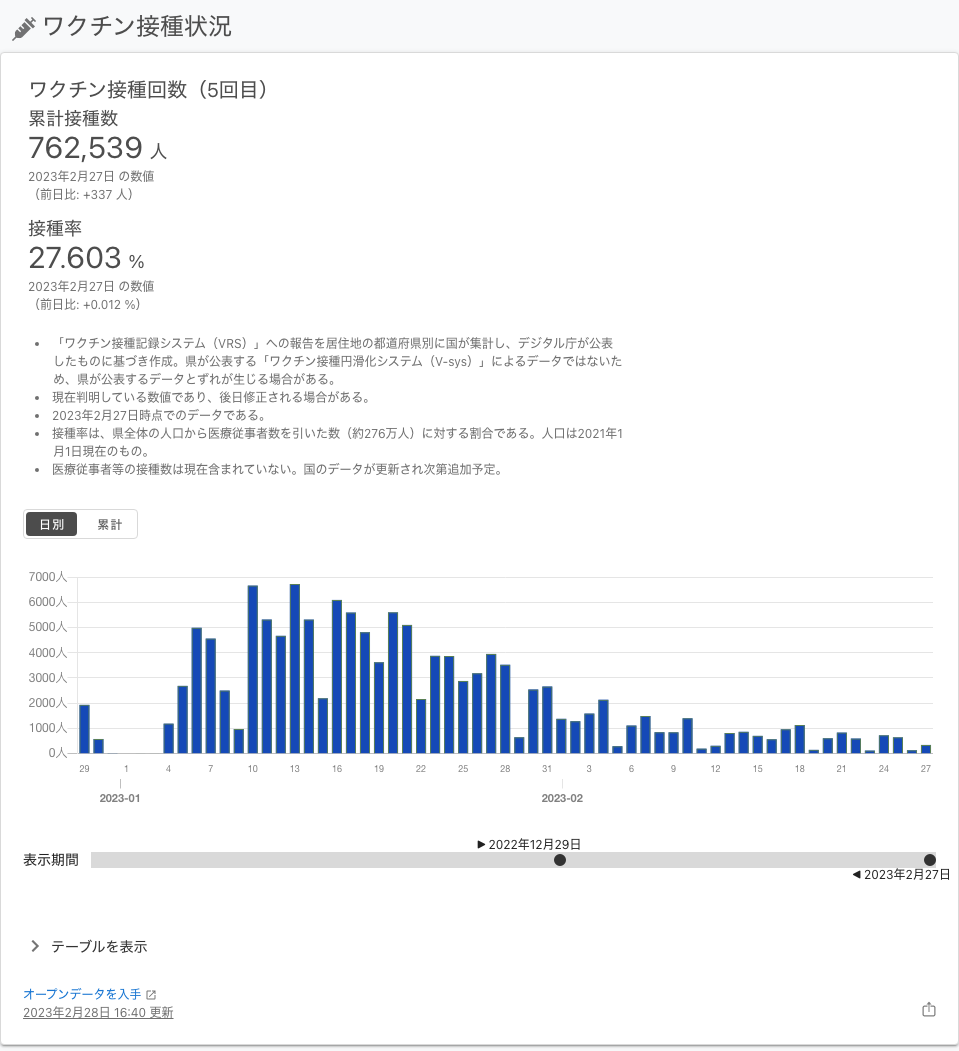 ワクチン接種状況
ワクチン接種回数（5回目）
累計接種数
762,539 人
2023年2月27日 の数値
（前日比: +337 人）
接種率
27.603 %
2023年2月27日 の数値
（前日比: +0.012 %）
• 「ワクチン接種記録システム（VRS）」への報告を居住地の都道府県別に国が集計し、デジタル庁が公表
したものに基づき作成。県が公表する「ワクチン接種円滑化システム（V-sys）」によるデータではないた
め、県が公表するデータとずれが生じる場合がある。
• 現在判明している数値であり、後日修正される場合がある。
• 2023年2月27日時点でのデータである。
• 接種率は、県全体の人口から医療従事者数を引いた数（約276万人）に対する割合である。人口は2021年1
月1日現在のもの。
• 医療従事者等の接種数は現在含まれていない。国のデータが更新され次第追加予定。
日別 累計
7000人
6000人
5000人
4000人
3000人
2000人
1000人
0人
29 1 4 7 10 13 16 19 22 25 28 31 3 6 9 12 15 18 21 24 27
2023-01 2023-02
▶ 2022年12月29日
表示期間
◀ 2023年2月27日
テーブルを表示
オープンデータを入手
2023年2月28日 16:40 更新